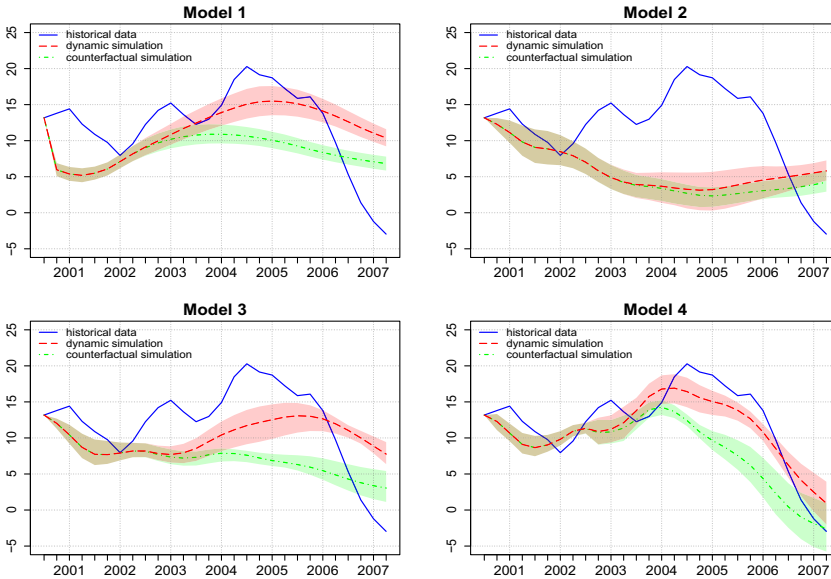 Model 1
historical data
dynamic simulation
counterfactual simulation
25
20
15
10
5
0
−5
2001 2002 2003 2004 2005 2006 2007
Model 2
historical data
dynamic simulation
counterfactual simulation
25
20
15
10
5
0
−5
2001 2002 2003 2004 2005 2006 2007
Model 3
historical data
dynamic simulation
counterfactual simulation
25
20
15
10
5
0
−5
2001 2002 2003 2004 2005 2006 2007
Model 4
historical data
dynamic simulation
counterfactual simulation
25
20
15
10
5
0
−5
2001 2002 2003 2004 2005 2006 2007